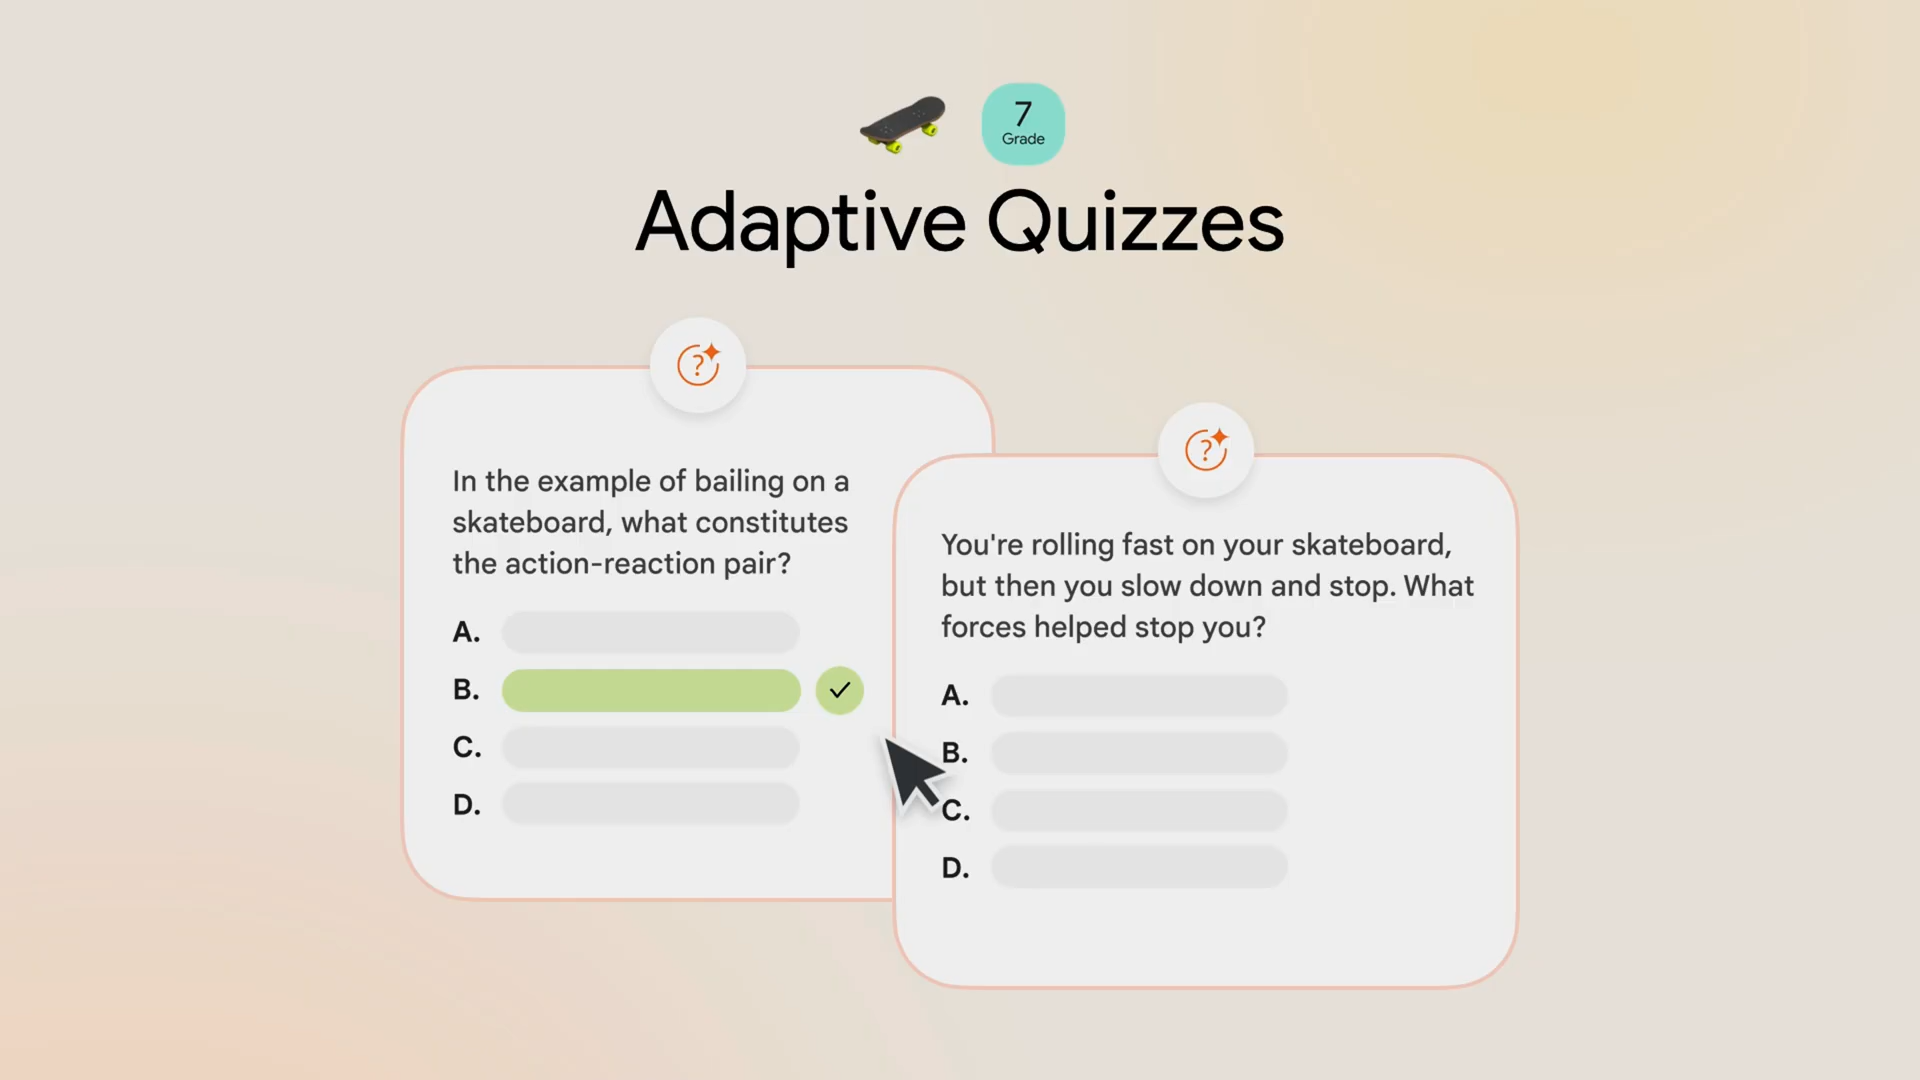 7
Grade
Adaptive Quizzes
?
In the example of bailing on a
skateboard, what constitutes
the action-reaction pair?
A.
B.
C.
D.
?
You're rolling fast on your skateboard,
but then you slow down and stop. What
forces helped stop you?
A.
B.
C.
D.